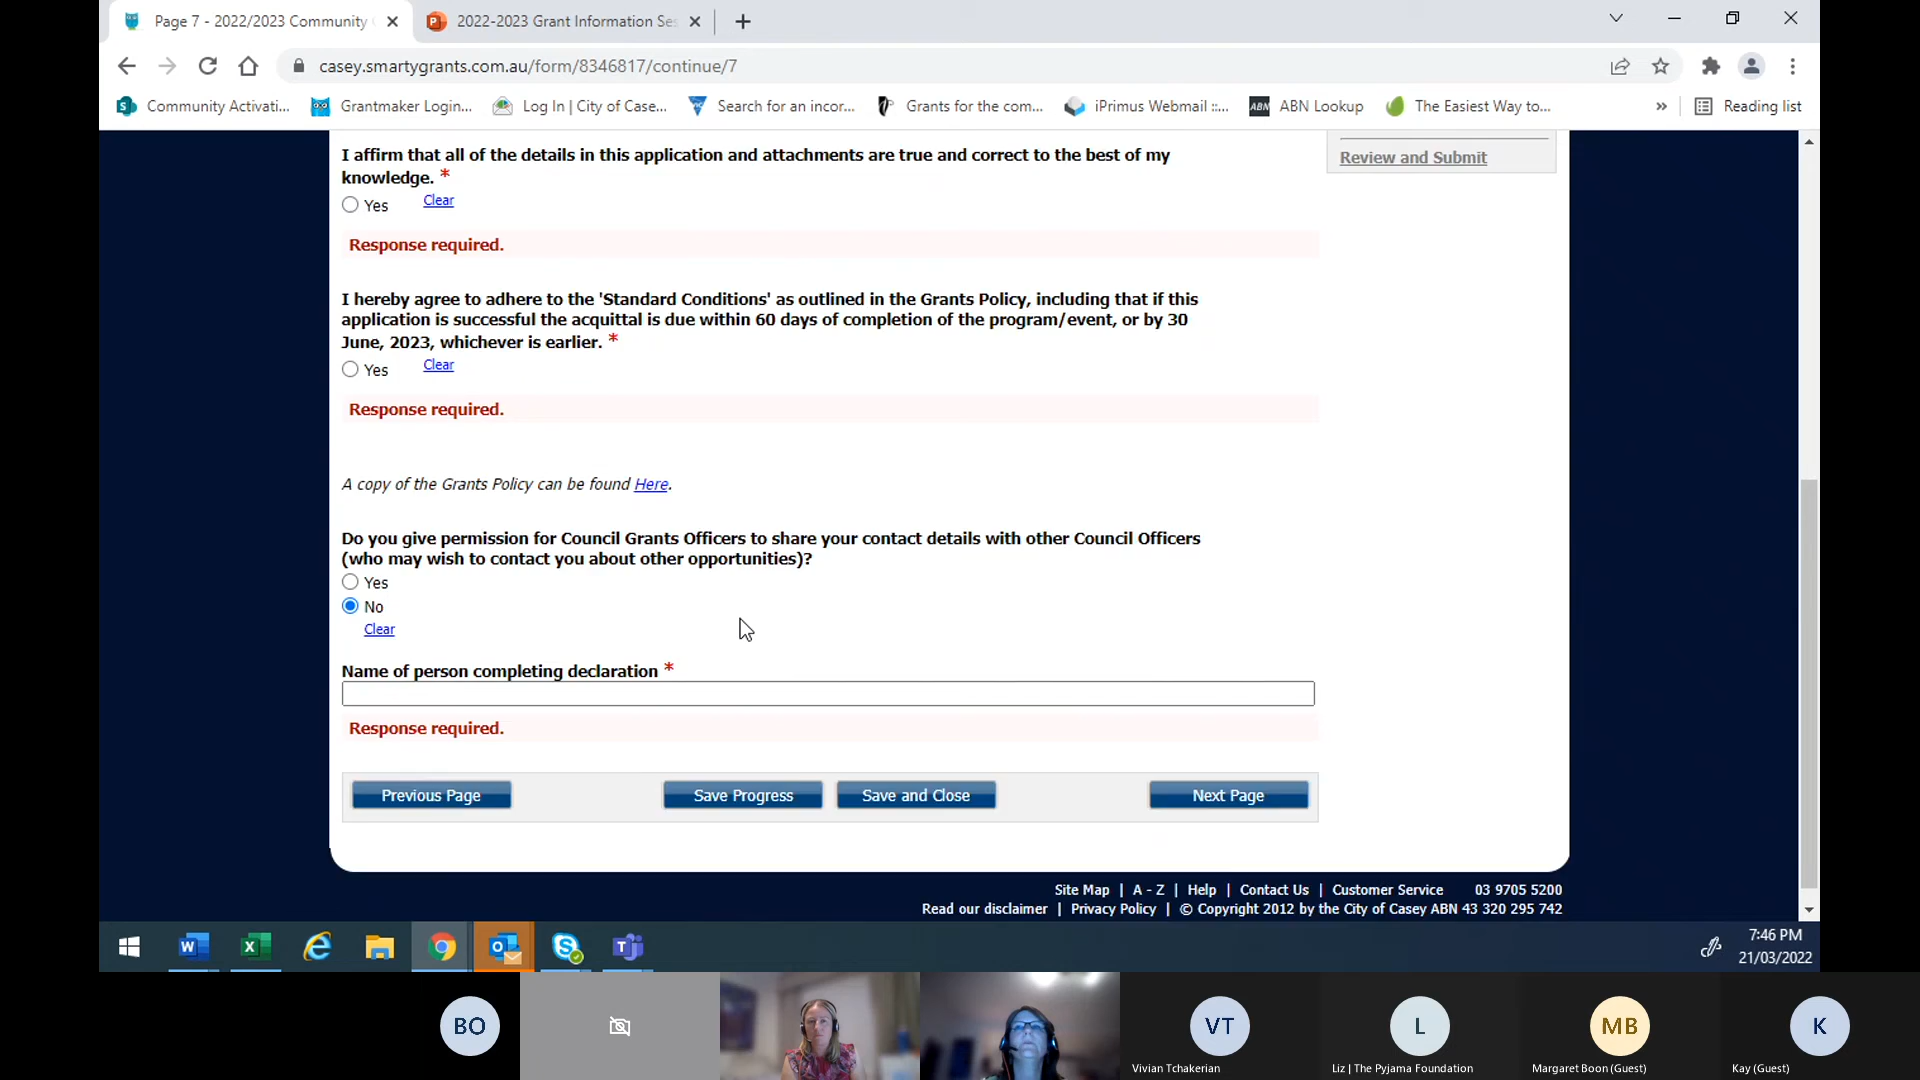 Page 7 - 2022/2023 Community
2022-2023 Grant Information Ses
casey.smartygrants.com.au/form/8346817/continue/7
Community Activati...
Grantmaker Login...
Log In | City of Case...
Search for an incor...
Grants for the com...
iPrimus Webmail ::...
ABN ABN Lookup
The Easiest Way to...
»
Reading list
I affirm that all of the details in this application and attachments are true and correct to the best of my
knowledge. *
Yes Clear
Response required.
Review and Submit
I hereby agree to adhere to the 'Standard Conditions' as outlined in the Grants Policy, including that if this
application is successful the acquittal is due within 60 days of completion of the program/event, or by 30
June, 2023, whichever is earlier. *
Yes Clear
Response required.
A copy of the Grants Policy can be found Here.
Do you give permission for Council Grants Officers to share your contact details with other Council Officers
(who may wish to contact you about other opportunities)?
Yes
No
Clear
Name of person completing declaration *
Response required.
Previous Page Save Progress Save and Close Next Page
Site Map | A - Z | Help | Contact Us | Customer Service 03 9705 5200
Read our disclaimer | Privacy Policy | © Copyright 2012 by the City of Casey ABN 43 320 295 742
7:46 PM
21/03/2022
BO
VT
L
MB
K
Vivian Tchakerian
Liz | The Pyjama Foundation
Margaret Boon (Guest)
Kay (Guest)